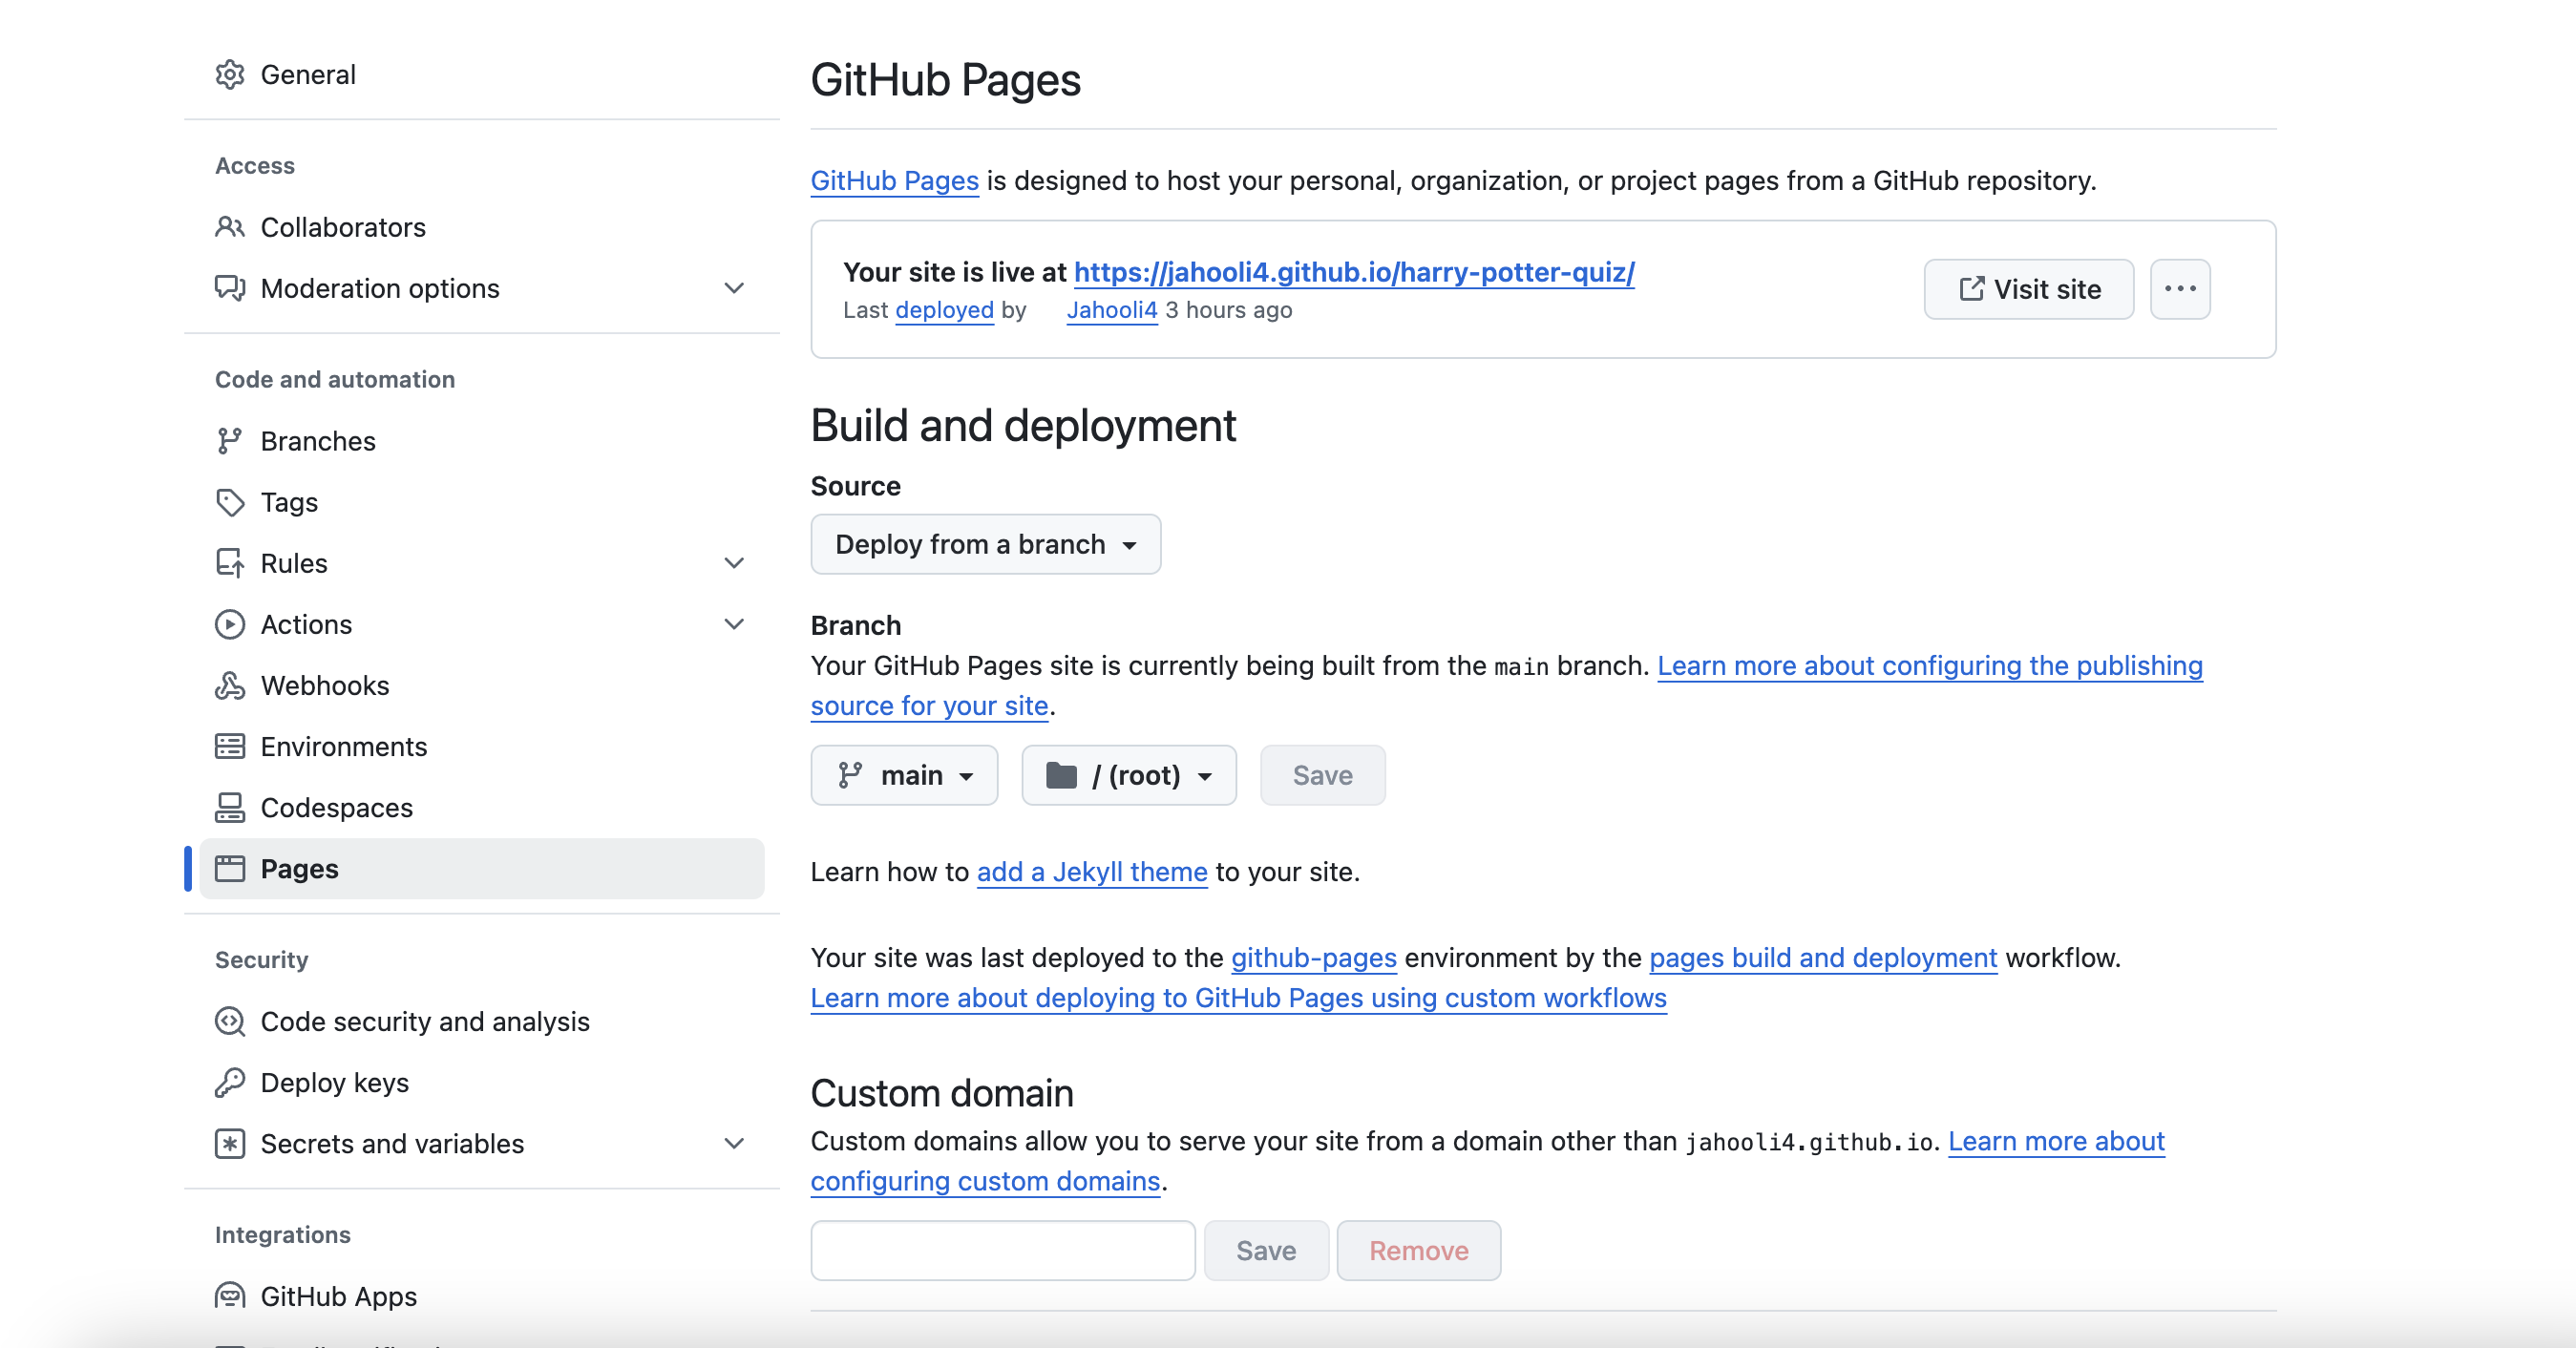 General
Access
Collaborators
Moderation options
Code and automation
Branches
Tags
Rules
Actions
Webhooks
Environments
Codespaces
Pages
Security
Code security and analysis
Deploy keys
Secrets and variables
Integrations
GitHub Apps
GitHub Pages
GitHub Pages is designed to host your personal, organization, or project pages from a GitHub repository.
Your site is live at https://jahooli4.github.io/harry-potter-quiz/
Last deployed by Jahooli4 3 hours ago
Visit site
Build and deployment
Source
Deploy from a branch
Branch
Your GitHub Pages site is currently being built from the main branch. Learn more about configuring the publishing
source for your site.
main / (root) Save
Learn how to add a Jekyll theme to your site.
Your site was last deployed to the github-pages environment by the pages build and deployment workflow.
Learn more about deploying to GitHub Pages using custom workflows
Custom domain
Custom domains allow you to serve your site from a domain other than jahooli4.github.io. Learn more about
configuring custom domains.
Save Remove